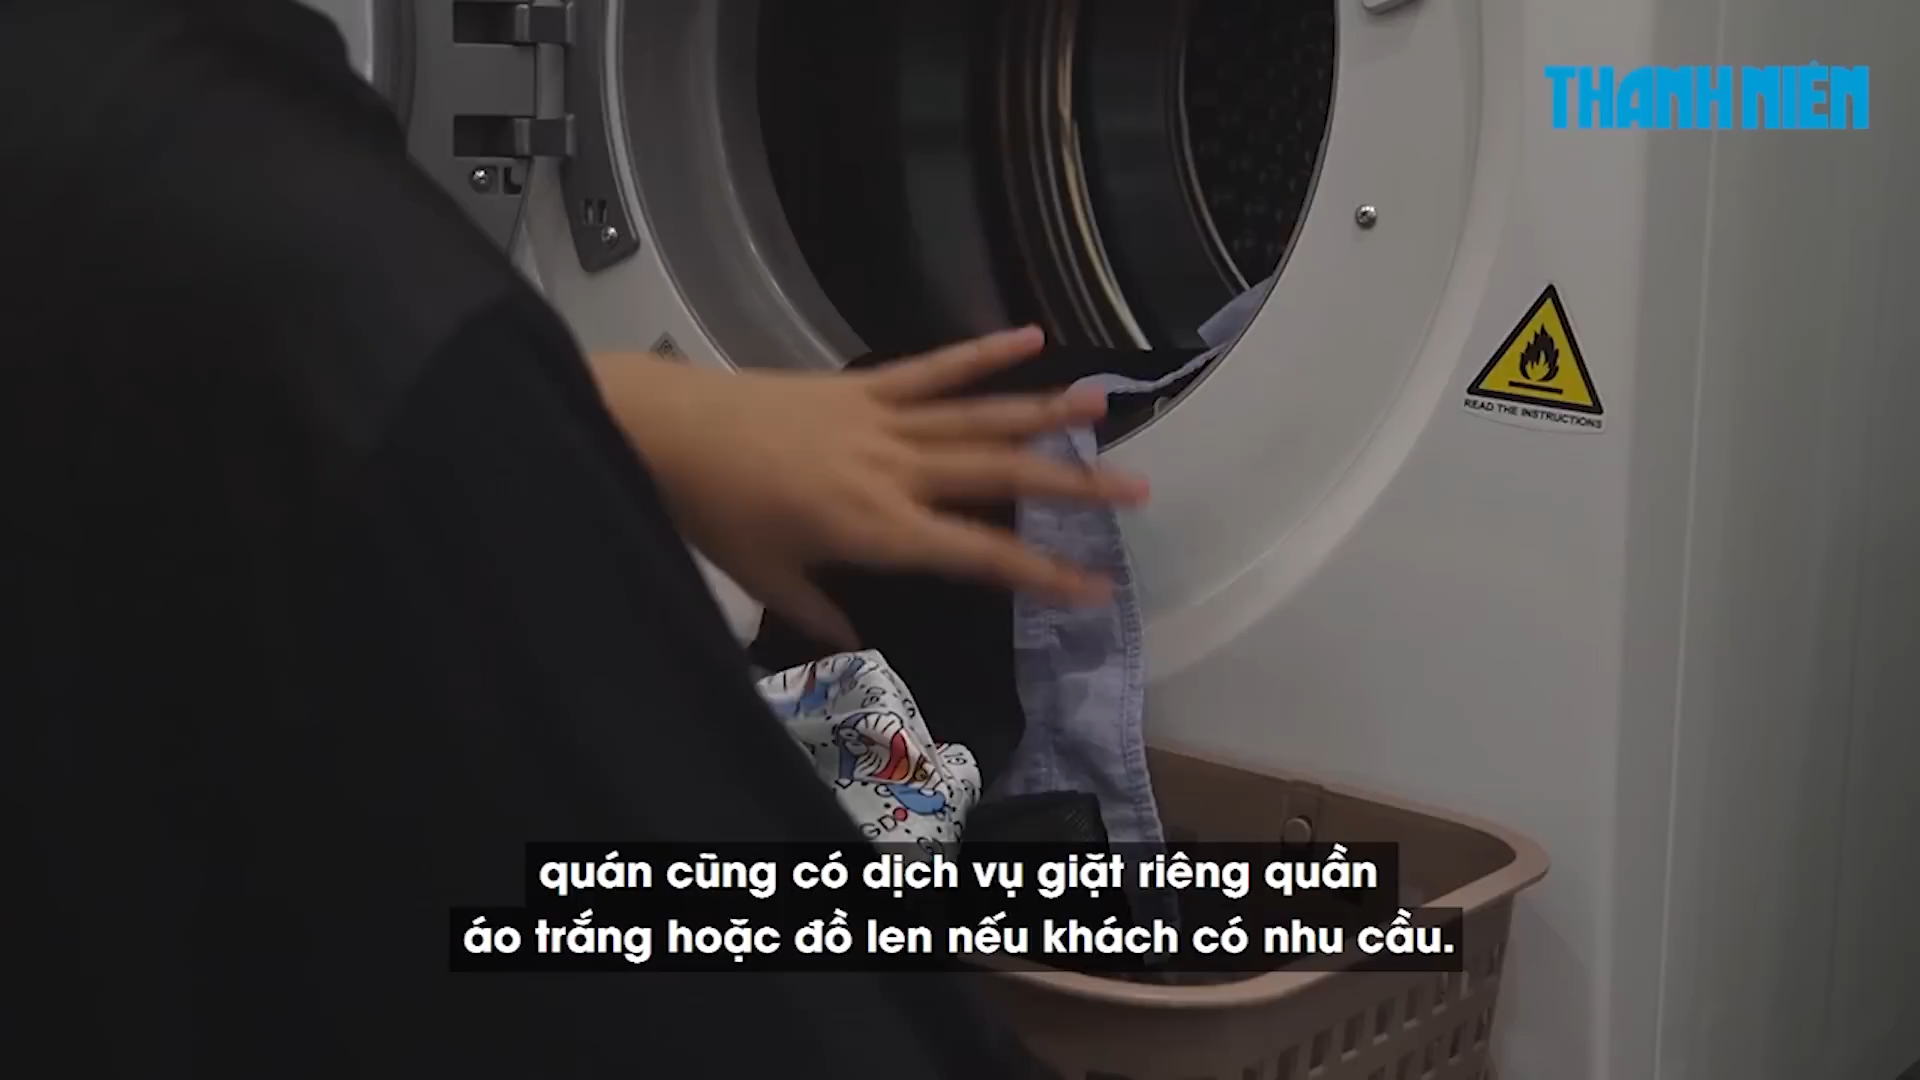 THANH NIÊN
READ THE INSTRUCTIONS
quán cũng có dịch vụ giặt riêng quần
áo trắng hoặc đồ len nếu khách có nhu cầu.